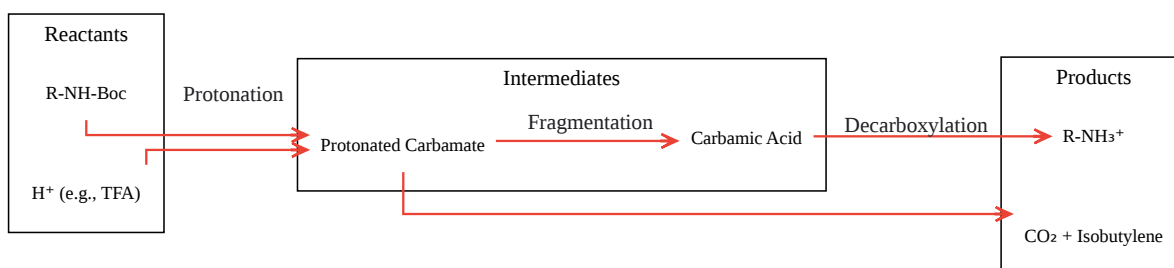 Reactants
R-NH-Boc
H⁺ (e.g., TFA)
Protonation
Intermediates
Protonated Carbamate
Fragmentation
Carbamic Acid
Decarboxylation
Products
R-NH₃⁺
CO₂ + Isobutylene